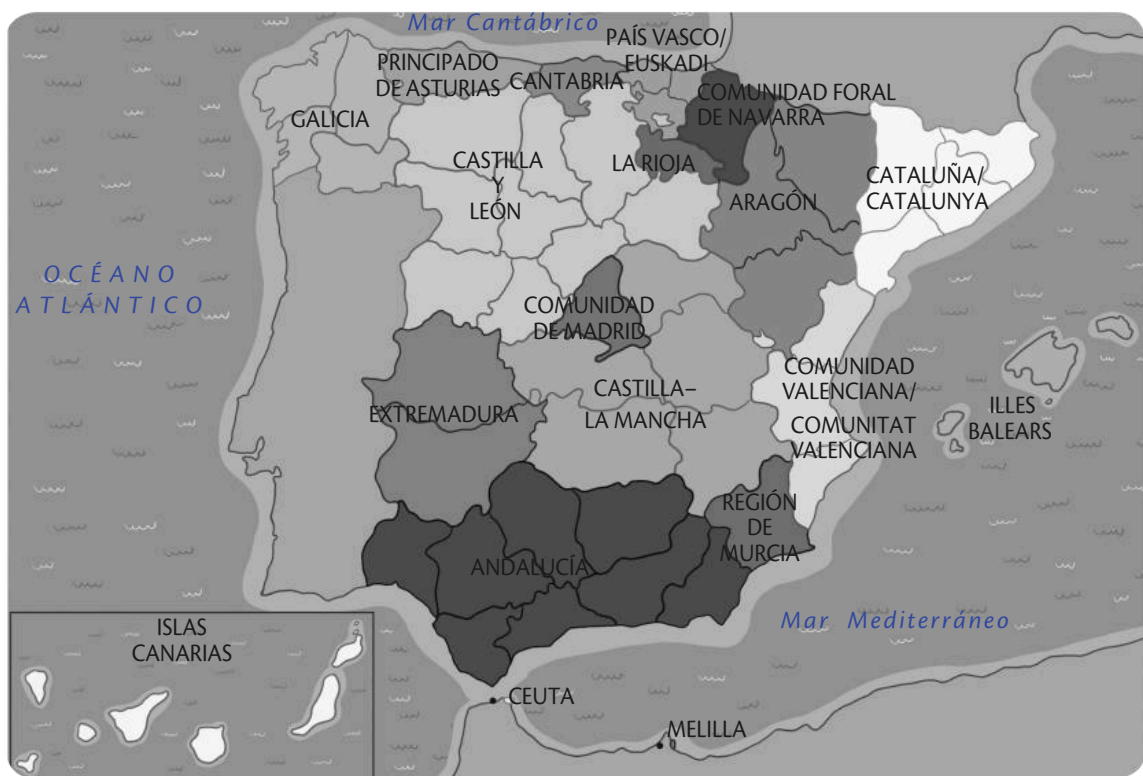 Mar Cantábrico
PAÍS VASCO/
EUSKADI
PRINCIPADO
DE ASTURIAS
CANTABRIA
COMUNIDAD FORAL
DE NAVARRA
GALICIA
CASTILLA
Y
LEÓN
LA RIOJA
ARAGÓN
CATALUÑA/
CATALUNYA
OCÉANO
ATLÁNTICO
COMUNIDAD
DE MADRID
COMUNIDAD
VALENCIANA/
COMUNITAT
VALENCIANA
EXTREMADURA
CASTILLA–
LA MANCHA
ILLES
BALEARS
REGIÓN
DE
MURCIA
ANDALUCÍA
Mar Mediterráneo
ISLAS
CANARIAS
CEUTA
MELILLA